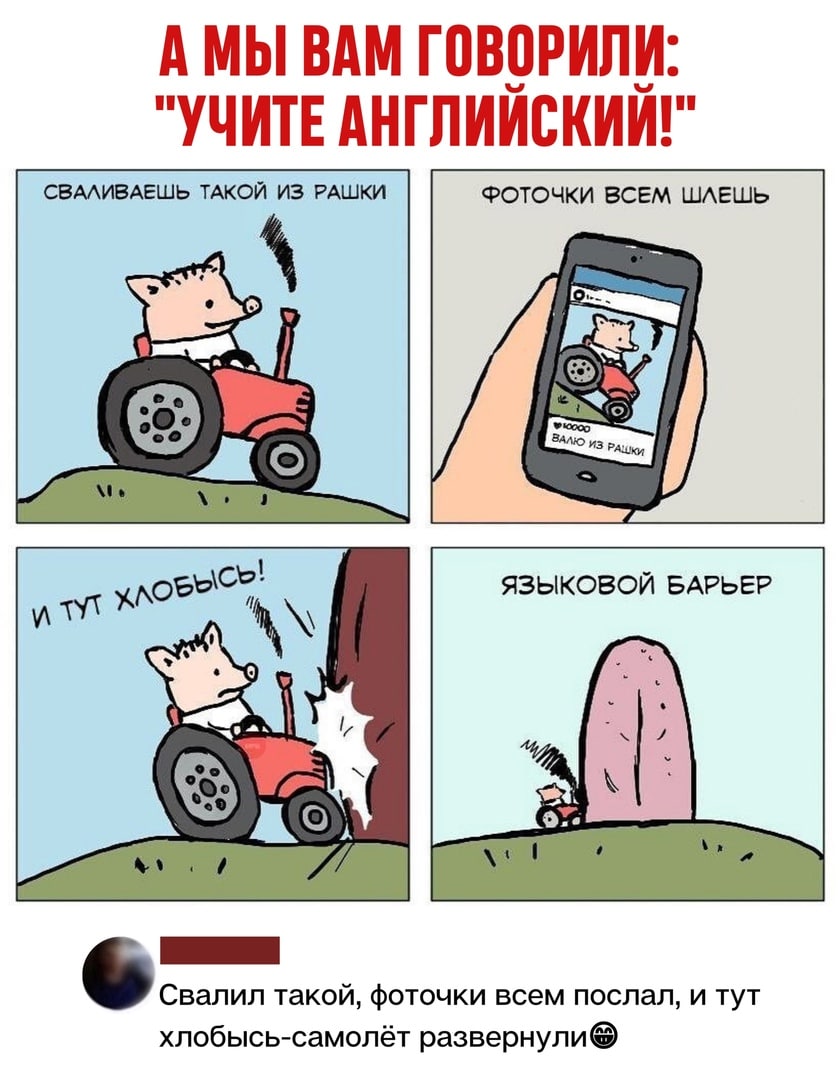 А МЫ ВАМ ГОВОРИЛИ:
"УЧИТЕ АНГЛИЙСКИЙ!"
СВАЛИВАЕШЬ ТАКОЙ ИЗ РАШКИ
ФОТОЧКИ ВСЕМ ШЛЕШЬ
10000
ВАЛЮ ИЗ РАШКИ
И ТУТ ХЛОБЫСЬ!
ЯЗЫКОВОЙ БАРЬЕР
Свалил такой, фоточки всем послал, и тут
хлобысь-самолёт развернули😁